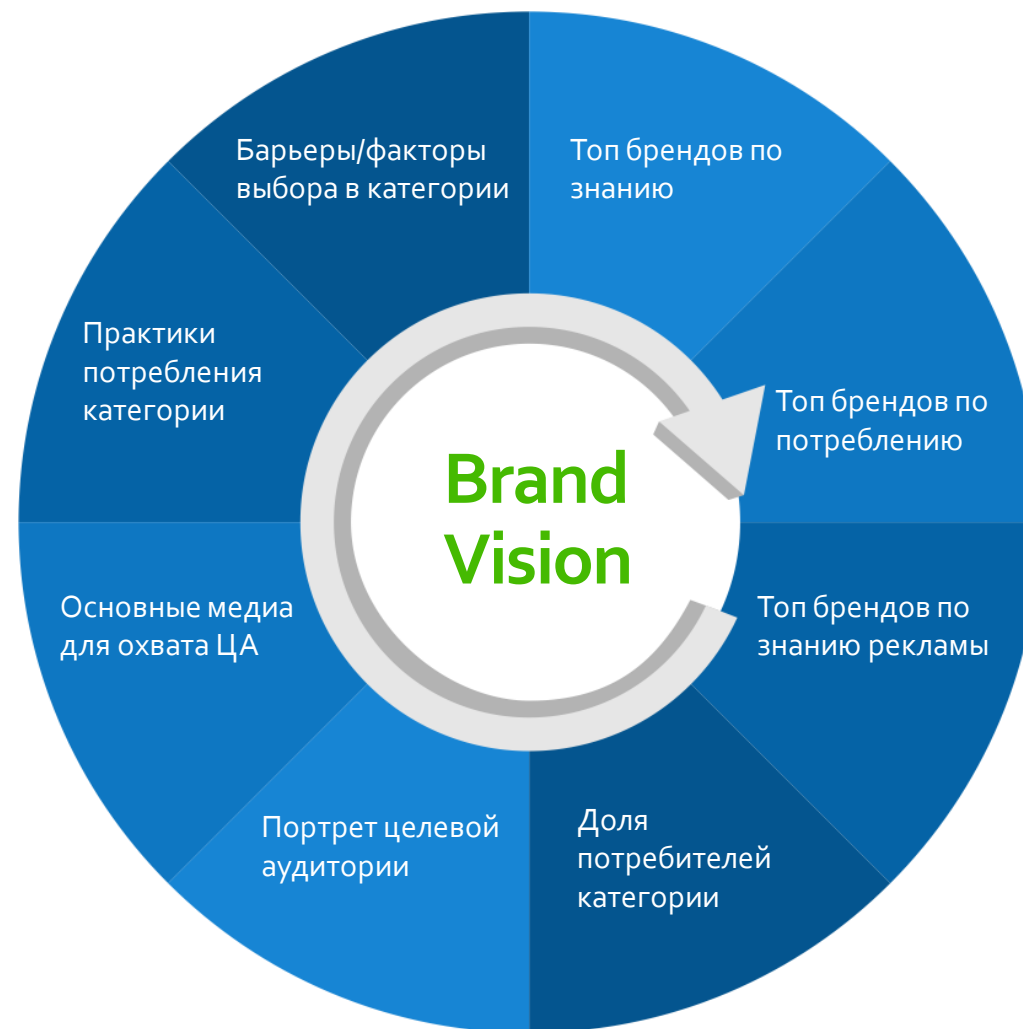 Барьеры/факторы
выбора в категории
Топ брендов по
знанию
Практики
потребления
категории
Топ брендов по
потреблению
Brand
Vision
Основные медиа
для охвата ЦА
Топ брендов по
знанию рекламы
Портрет целевой
аудитории
Доля
потребителей
категории